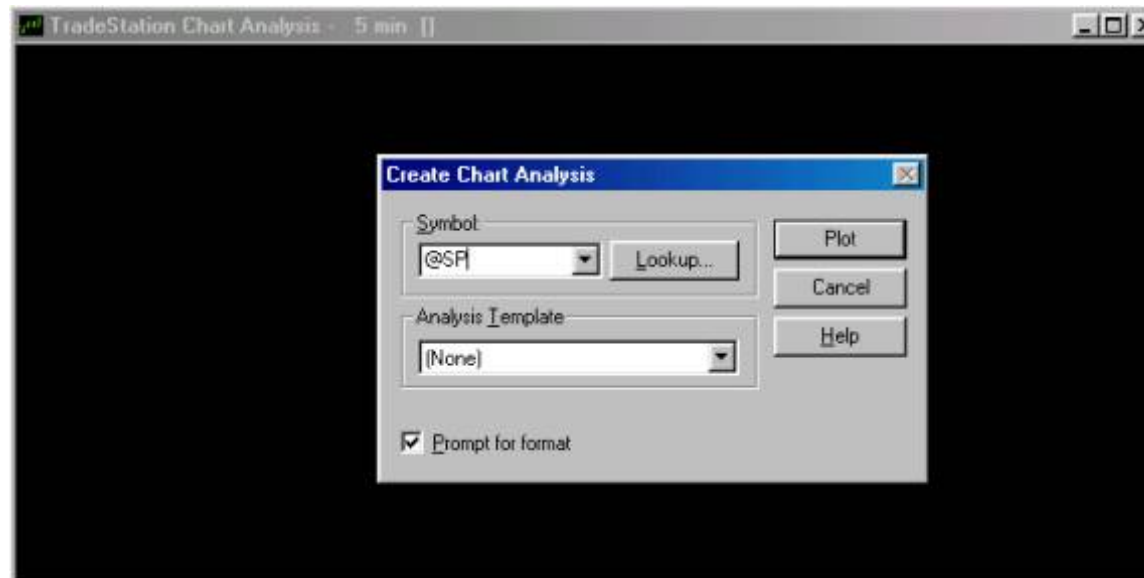 TradeStation Chart Analysis - 5 min []
Create Chart Analysis
Symbol:
@SP
Lookup...
Plot
Cancel
Analysis Template
(None)
Help
Prompt for format